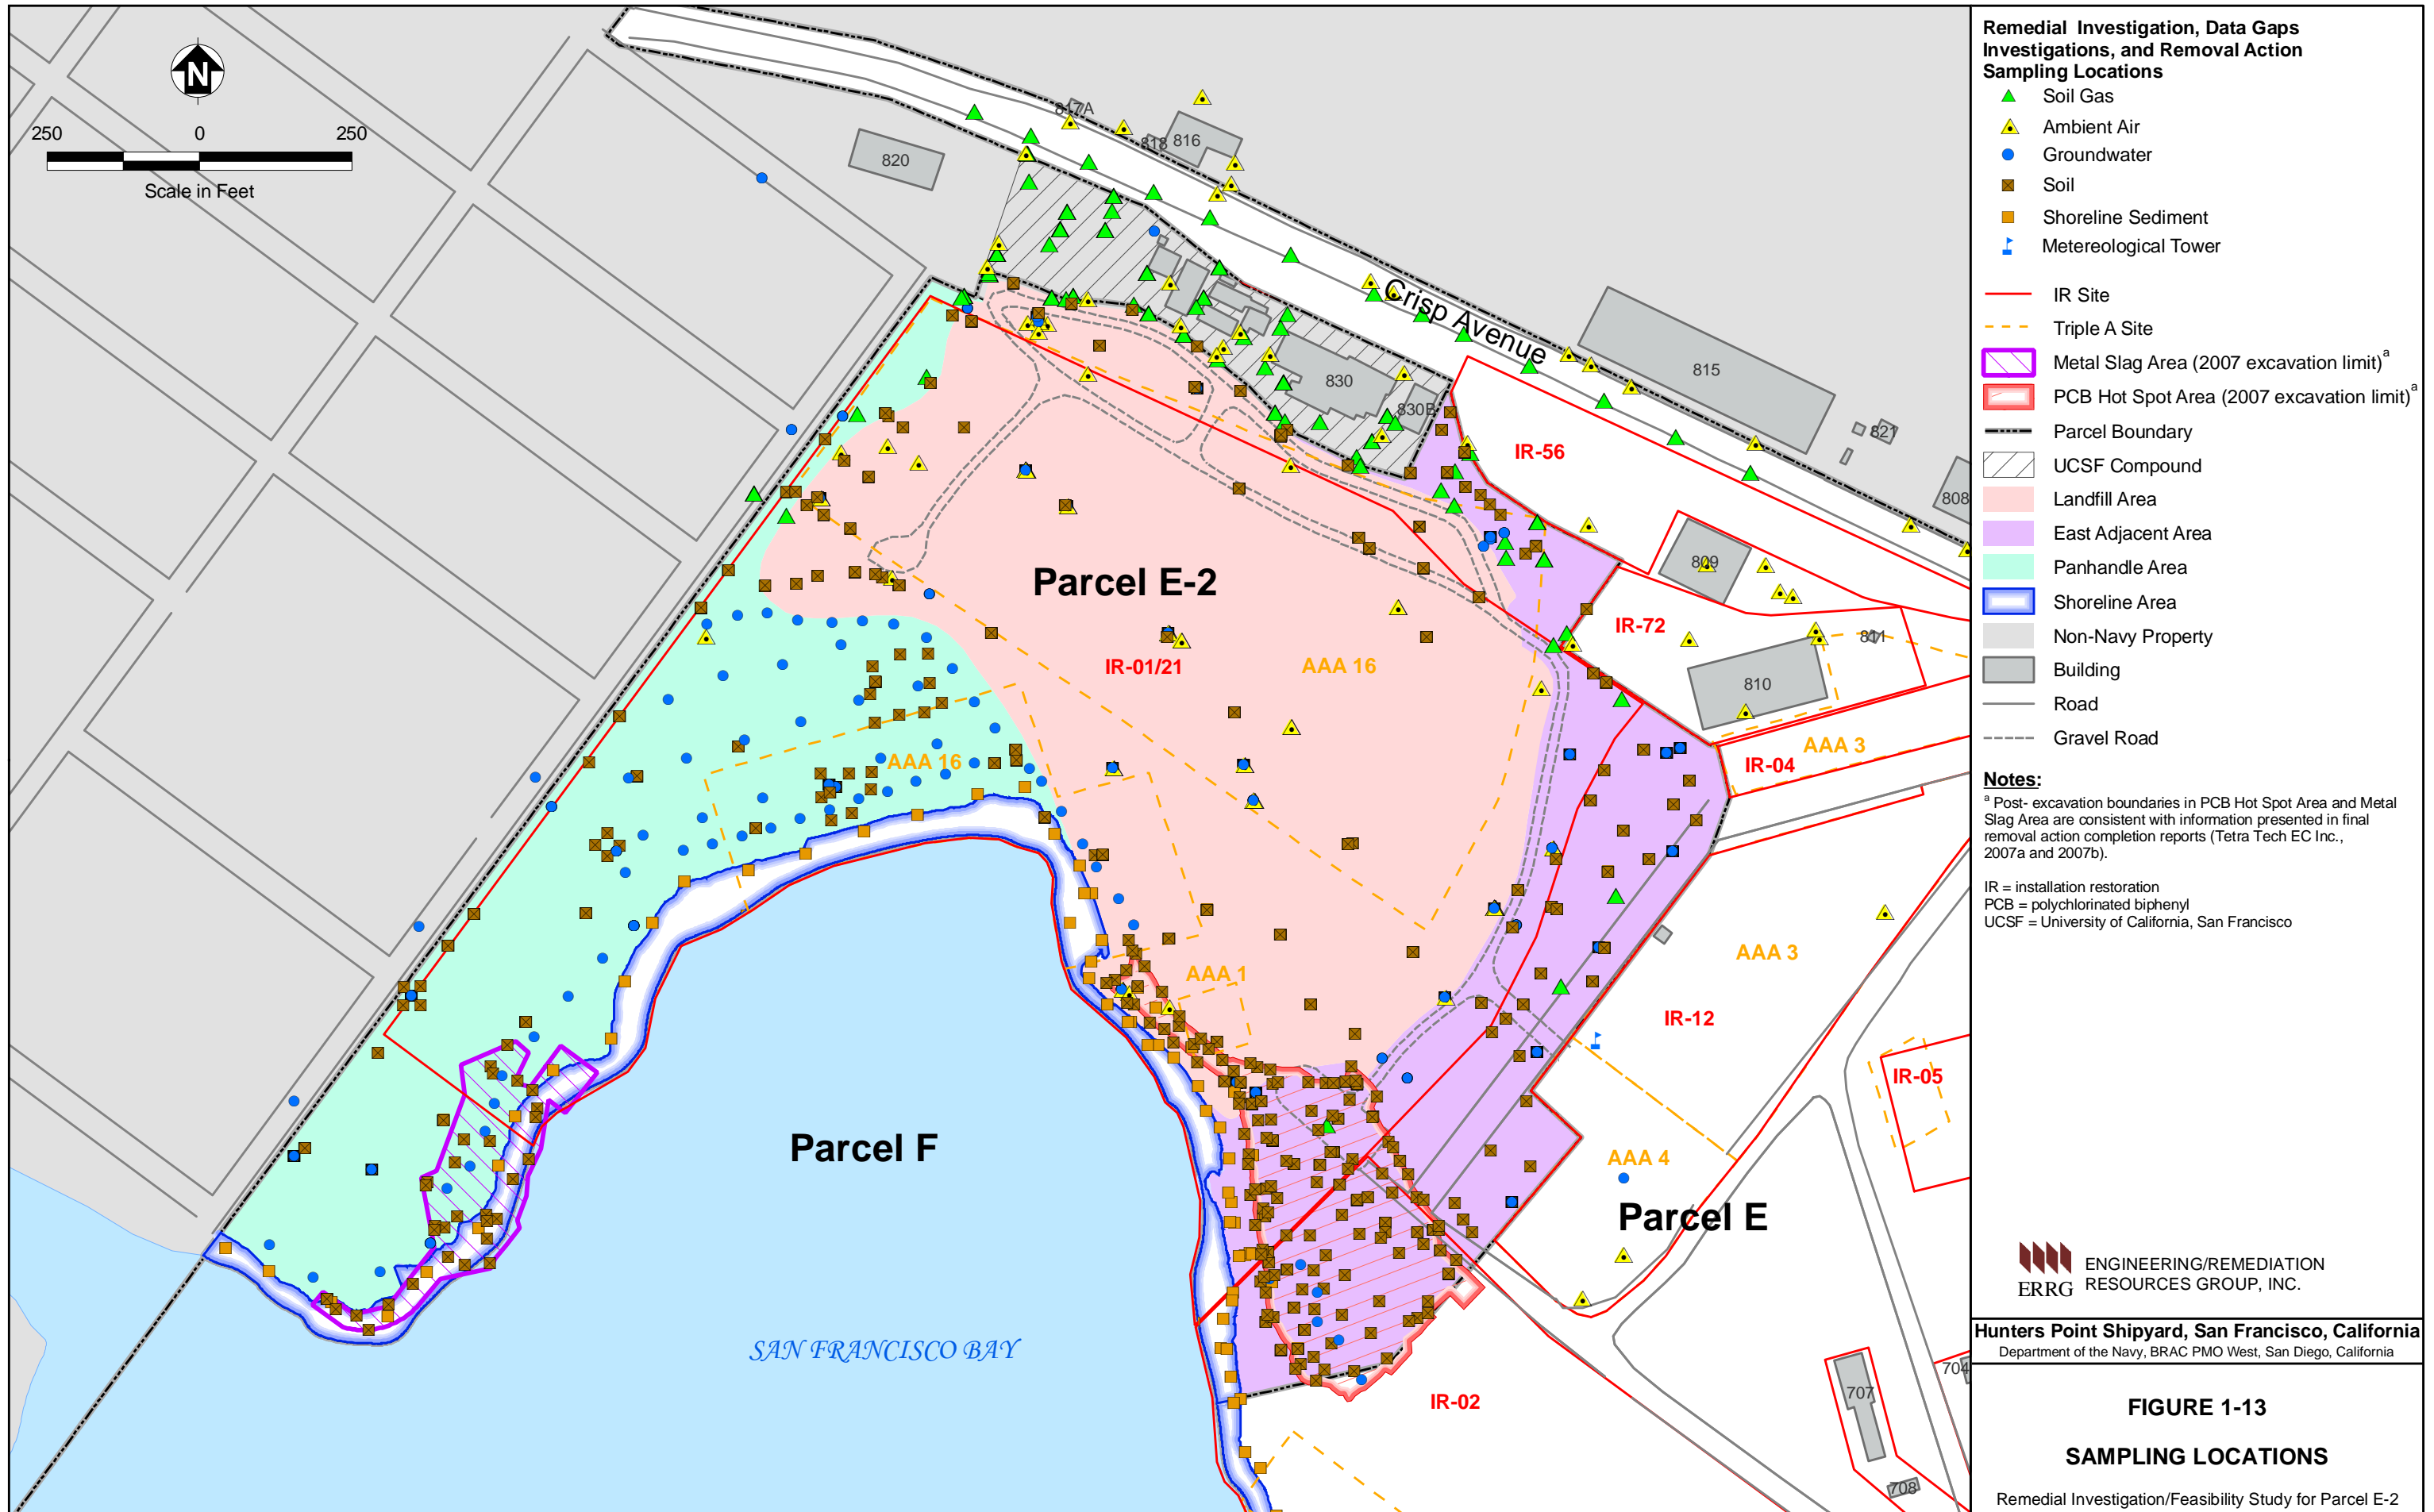 N
250 0 250
Scale in Feet
817A
818 816
820
Crisp Avenue
815
830
830B
821
808
IR-56
809
Parcel E-2
IR-72
811
IR-01/21
AAA 16
810
AAA 16
AAA 3
IR-04
AAA 1
AAA 3
IR-12
IR-05
Parcel F
AAA 4
Parcel E
SAN FRANCISCO BAY
IR-02
704
707
708
Remedial Investigation, Data Gaps
Investigations, and Removal Action
Sampling Locations
Soil Gas
Ambient Air
Groundwater
Soil
Shoreline Sediment
Metereological Tower
IR Site
Triple A Site
Metal Slag Area (2007 excavation limit)a
PCB Hot Spot Area (2007 excavation limit)a
Parcel Boundary
UCSF Compound
Landfill Area
East Adjacent Area
Panhandle Area
Shoreline Area
Non-Navy Property
Building
Road
Gravel Road
Notes:
a Post- excavation boundaries in PCB Hot Spot Area and Metal
Slag Area are consistent with information presented in final
removal action completion reports (Tetra Tech EC Inc.,
2007a and 2007b).
IR = installation restoration
PCB = polychlorinated biphenyl
UCSF = University of California, San Francisco
ERRG
ENGINEERING/REMEDIATION
RESOURCES GROUP, INC.
Hunters Point Shipyard, San Francisco, California
Department of the Navy, BRAC PMO West, San Diego, California
FIGURE 1-13
SAMPLING LOCATIONS
Remedial Investigation/Feasibility Study for Parcel E-2